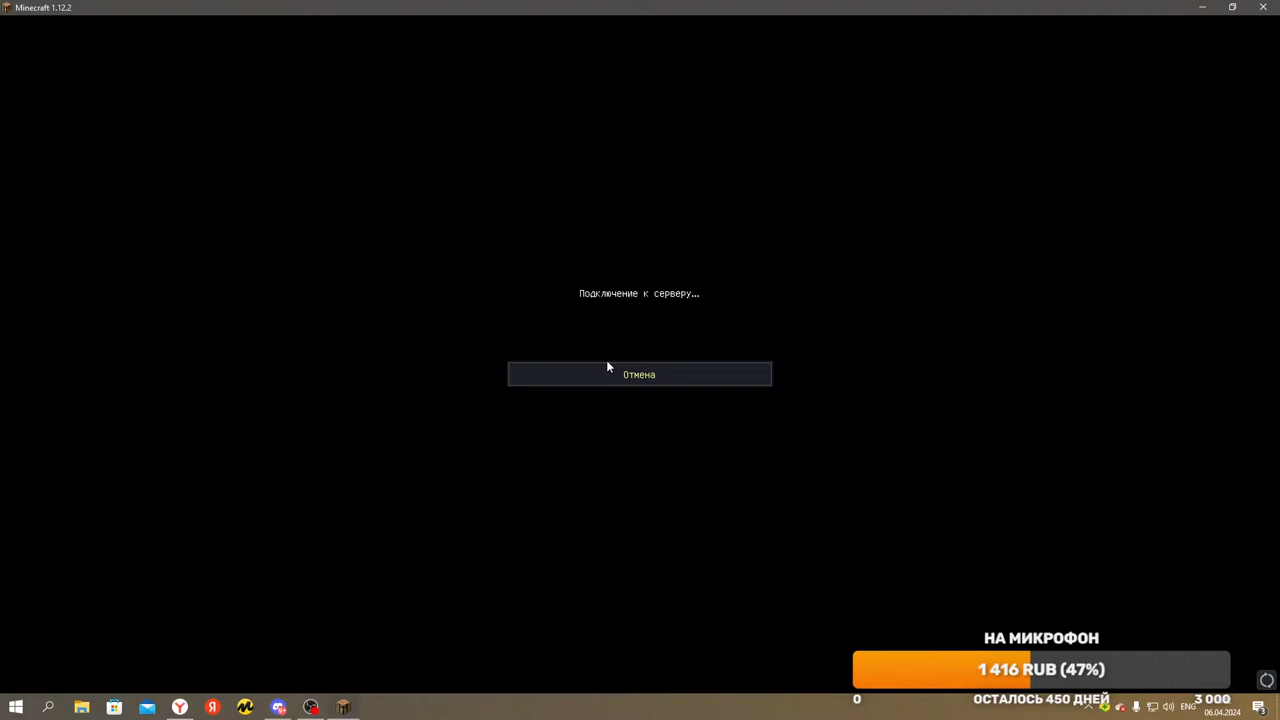 Minecraft 1.12.2
Подключение к серверу...
Отмена
НА МИКРОФОН
1 416 RUB (47%)
0 ОСТАЛОСЬ 450 ДНЕЙ 3 000
ENG
06.04.2024